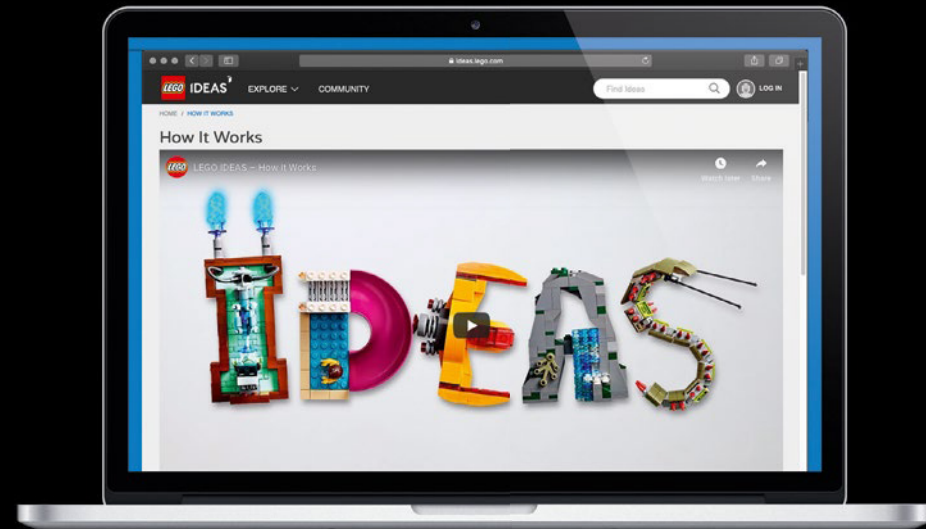 ideas.lego.com
LEGO IDEAS EXPLORE COMMUNITY Find Ideas LOG IN
HOME / HOW IT WORKS
How It Works
LEGO LEGO IDEAS – How It Works
Watch later Share
IDEAS